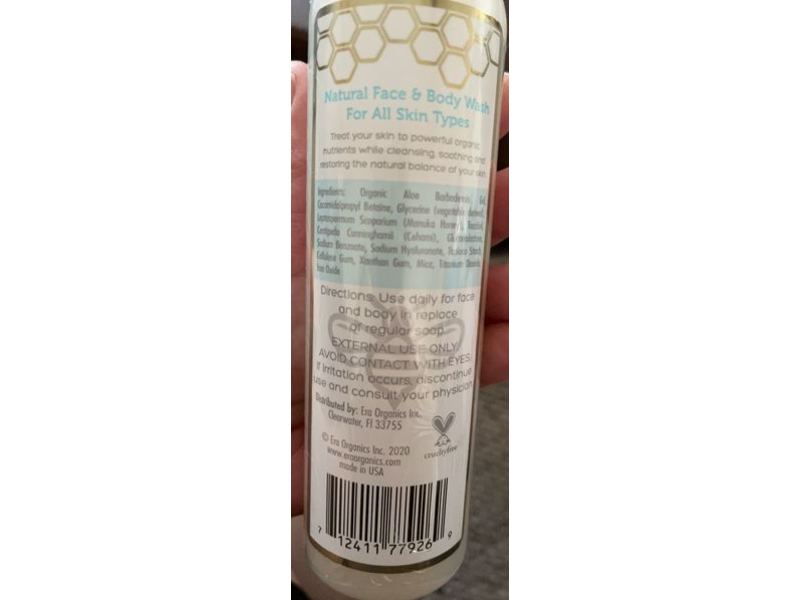 Natural Face & Body Wash
For All Skin Types
Treat your skin to powerful organic
nutrients while cleansing, soothing and
restoring the natural balance of your skin
Ingredients: Organic Aloe Barbadensis Gel,
Cocamidopropyl Betaine, Glycerine (vegetable derived),
Leptospermum Scoparium (Manuka Honey),
Centipeda Cunninghamii (Cehami),
Sodium Benzoate, Sodium Hyaluronate, Tapioca Starch,
Cellulose Gum, Xanthan Gum, Mica, Titanium Dioxide,
Iron Oxide
Directions: Use daily for face
and body in replace
of regular soap.
EXTERNAL USE ONLY.
AVOID CONTACT WITH EYES.
If irritation occurs, discontinue
use and consult your physician
Distributed by: Era Organics Inc.
Clearwater, Fl 33755
© Era Organics Inc. 2020
www.eraorganics.com
made in USA
crueltyfree
7 12411 77926 9